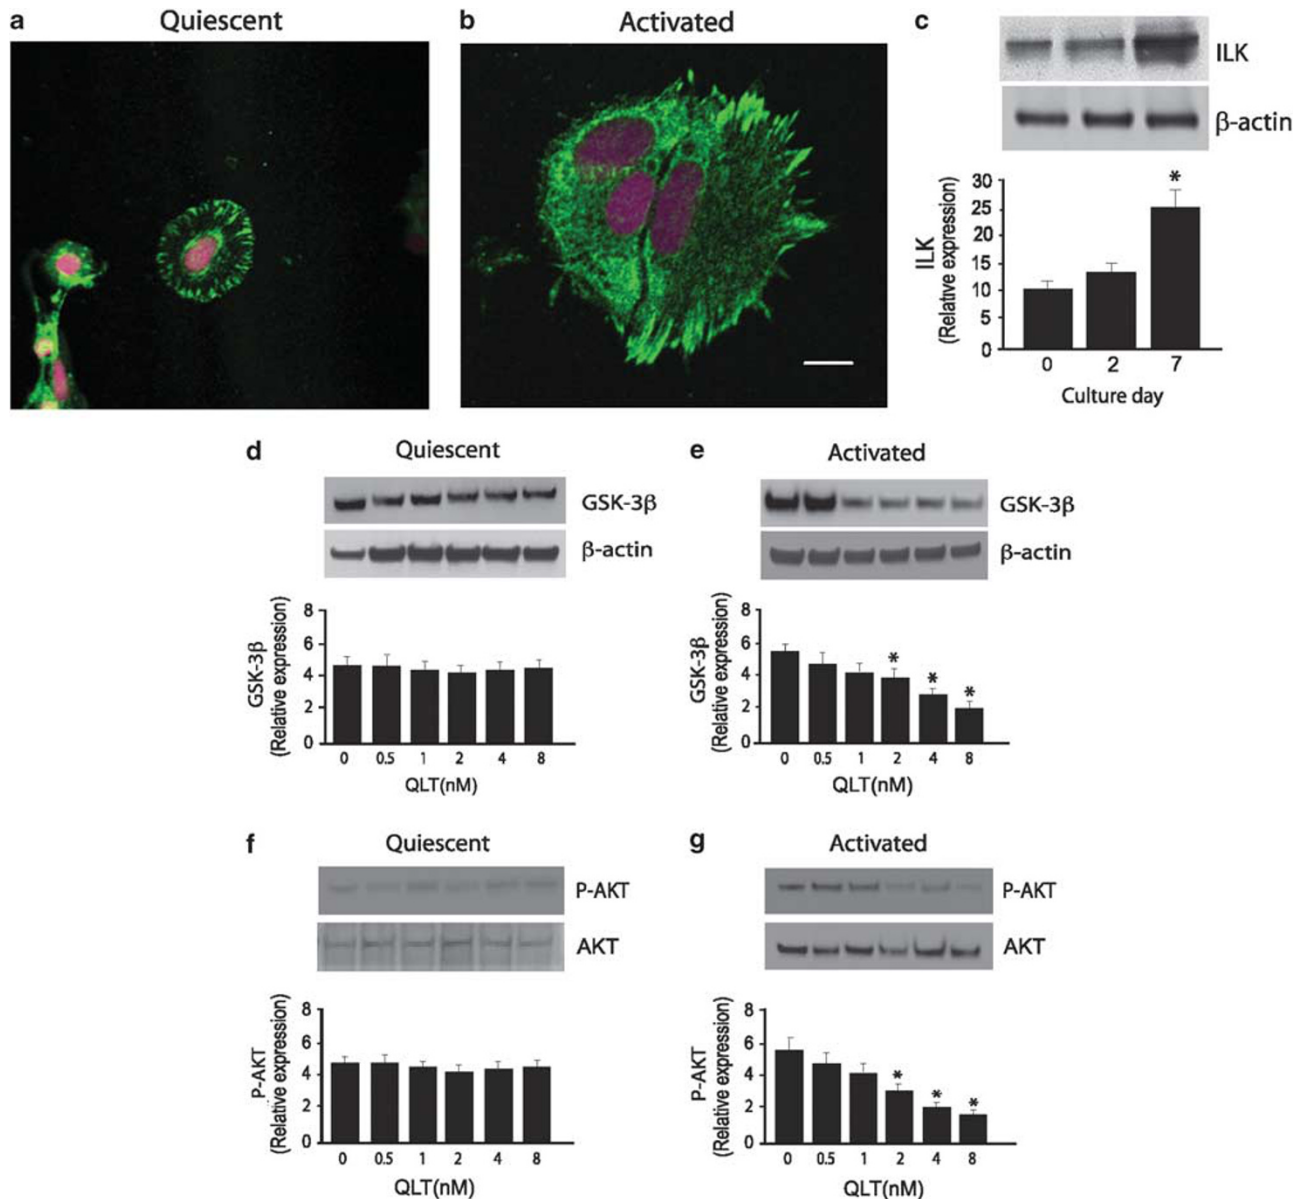 a Quiescent
b Activated
c
ILK
β-actin
ILK
(Relative expression)
30
25
20
15
10
5
0
*
0 2 7
Culture day
d Quiescent
GSK-3β
β-actin
GSK-3β
(Relative expression)
8
6
4
2
0
0 0.5 1 2 4 8
QLT(nM)
e Activated
GSK-3β
β-actin
GSK-3β
(Relative expression)
8
6
4
2
0
* * *
0 0.5 1 2 4 8
QLT(nM)
f Quiescent
P-AKT
AKT
P-AKT
(Relative expression)
8
6
4
2
0
0 0.5 1 2 4 8
QLT(nM)
g Activated
P-AKT
AKT
P-AKT
(Relative expression)
8
6
4
2
0
* * *
0 0.5 1 2 4 8
QLT(nM)